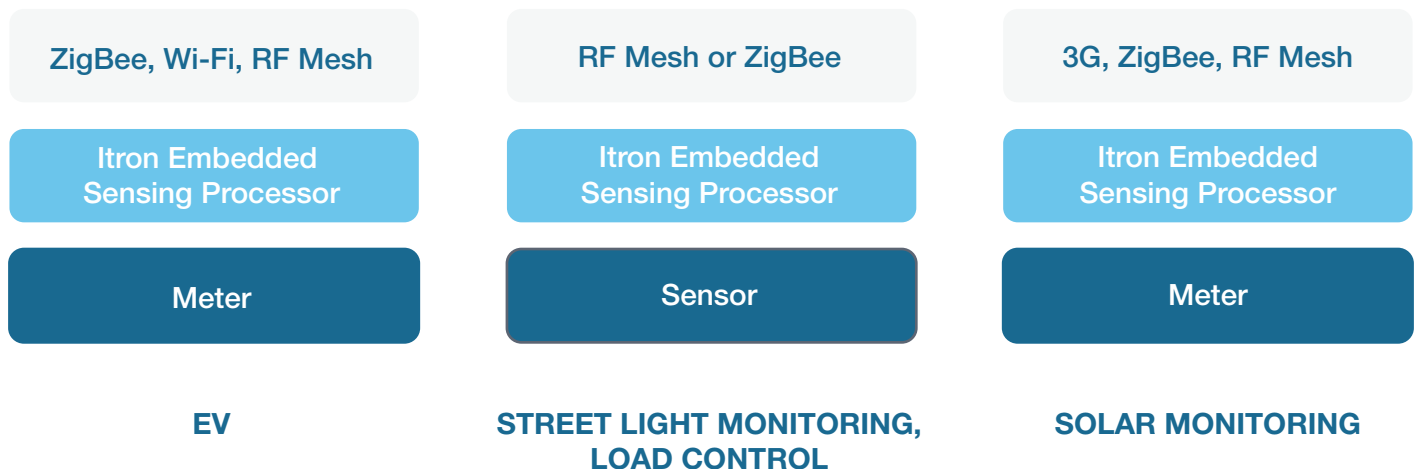 ZigBee, Wi-Fi, RF Mesh
Itron Embedded
Sensing Processor
Meter
EV
RF Mesh or ZigBee
Itron Embedded
Sensing Processor
Sensor
STREET LIGHT MONITORING,
LOAD CONTROL
3G, ZigBee, RF Mesh
Itron Embedded
Sensing Processor
Meter
SOLAR MONITORING